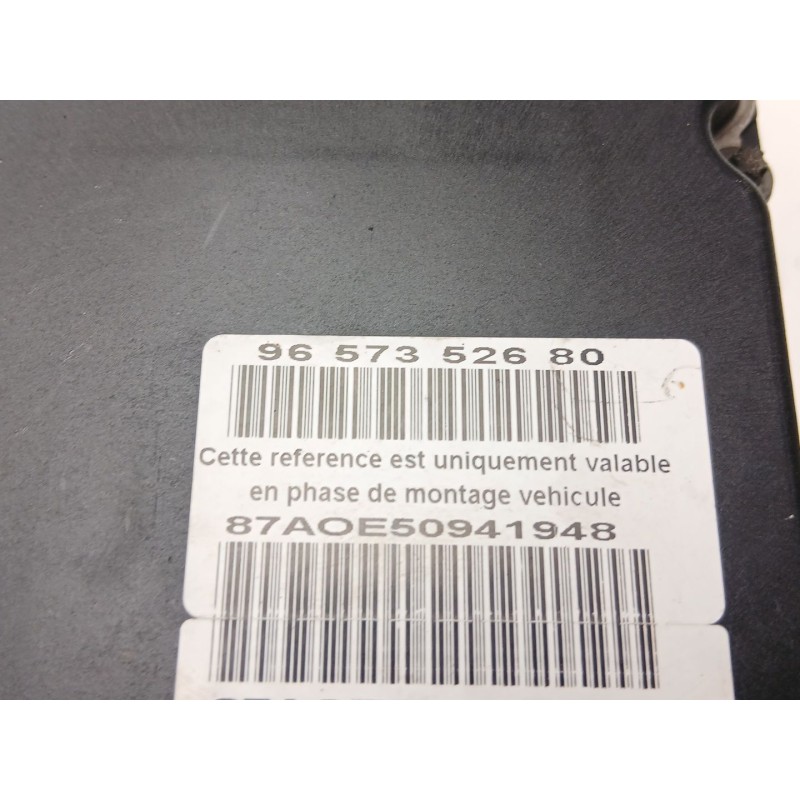 96 573 526 80
Cette reference est uniquement valable
en phase de montage vehicule
87AOE50941948